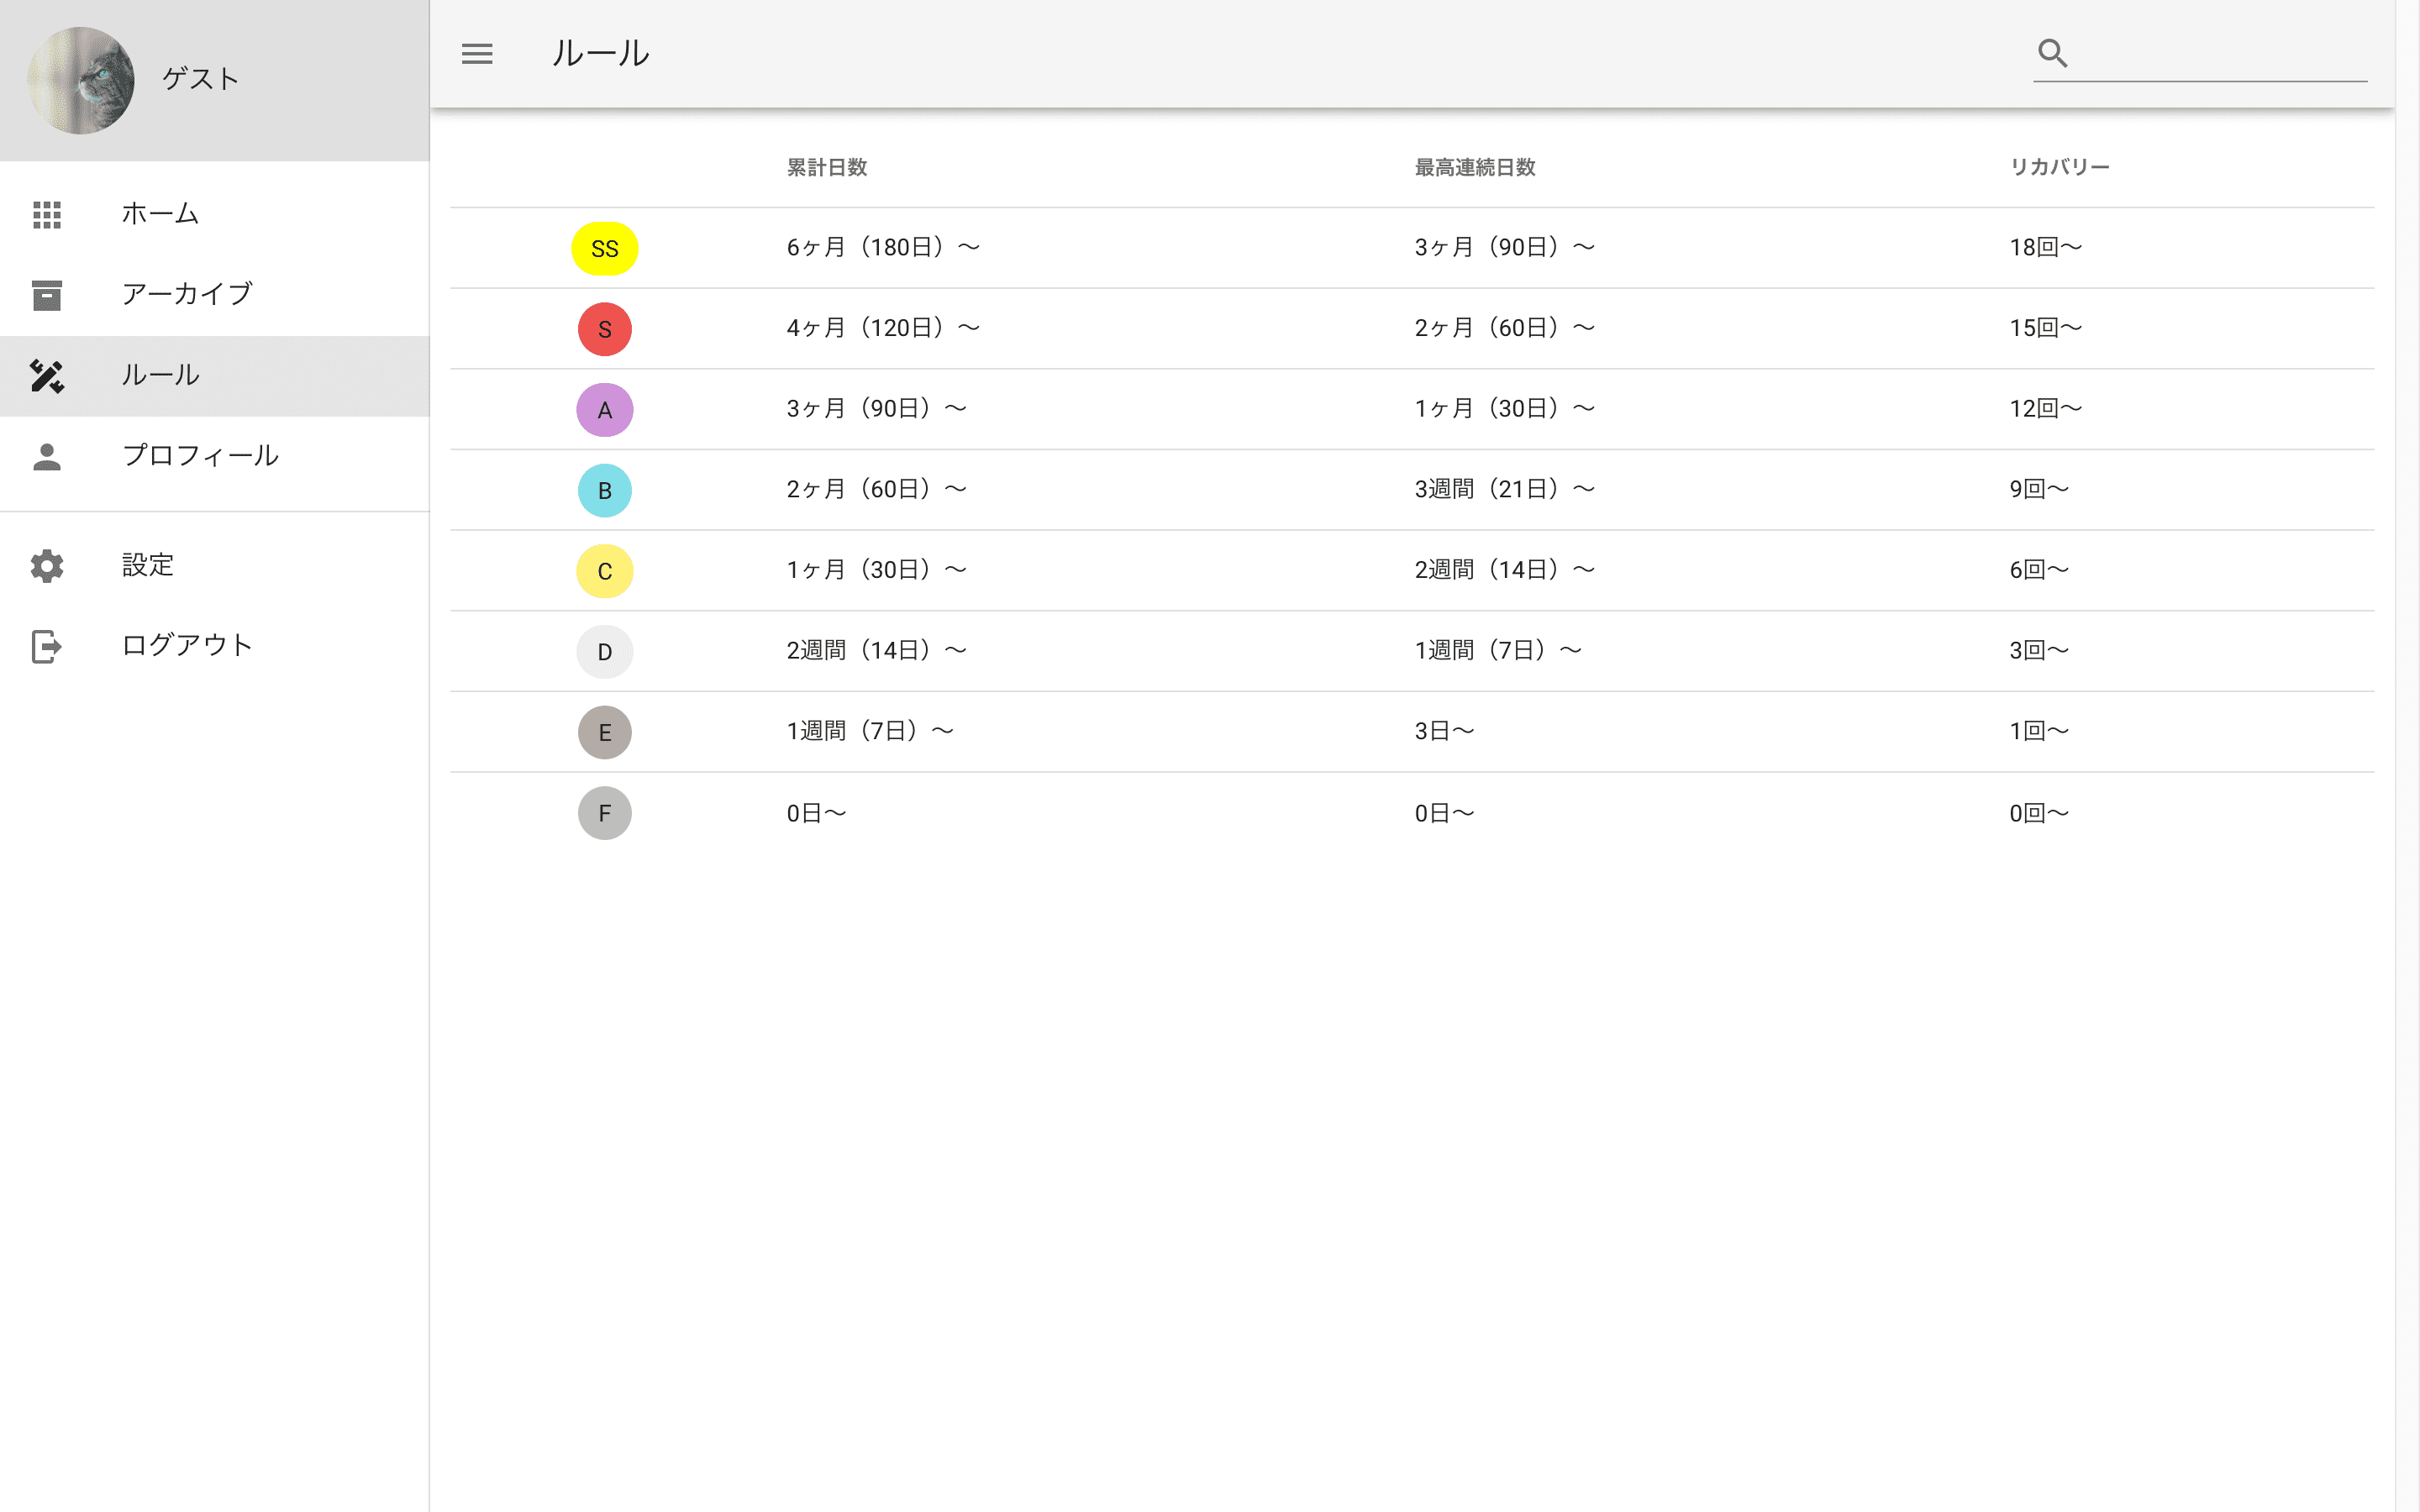 ゲスト
ホーム
アーカイブ
ルール
プロフィール
設定
ログアウト
ルール
累計日数 最高連続日数 リカバリー
SS 6ヶ月（180日）〜 3ヶ月（90日）〜 18回〜
S 4ヶ月（120日）〜 2ヶ月（60日）〜 15回〜
A 3ヶ月（90日）〜 1ヶ月（30日）〜 12回〜
B 2ヶ月（60日）〜 3週間（21日）〜 9回〜
C 1ヶ月（30日）〜 2週間（14日）〜 6回〜
D 2週間（14日）〜 1週間（7日）〜 3回〜
E 1週間（7日）〜 3日〜 1回〜
F 0日〜 0日〜 0回〜